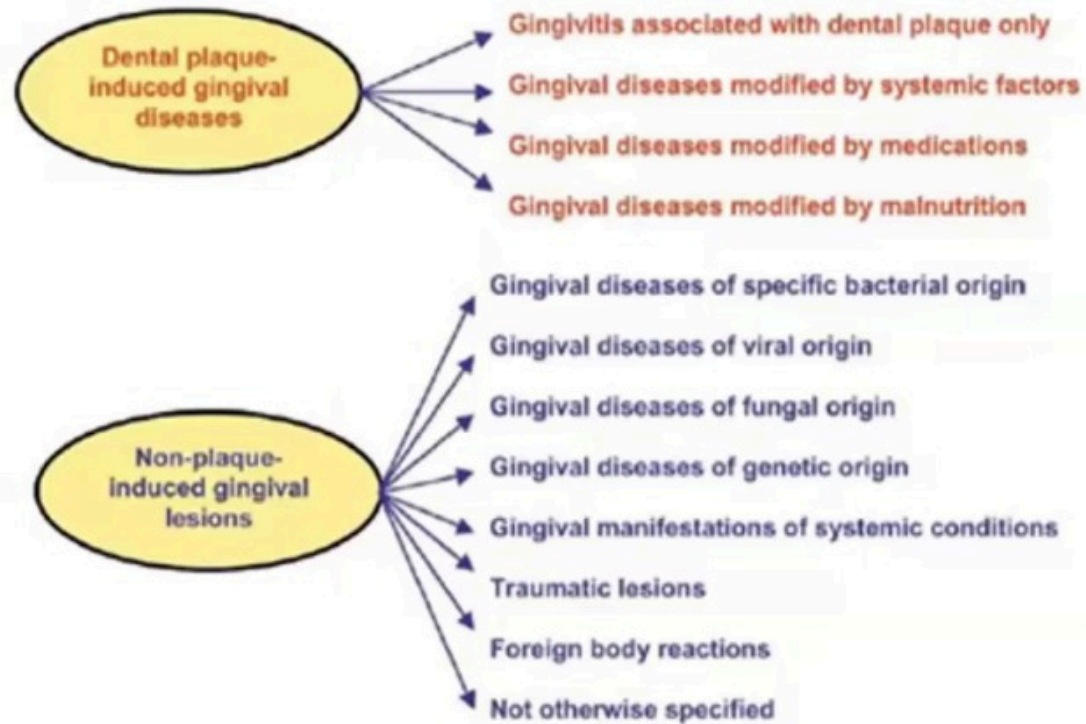 Dental plaque-
induced gingival
diseases
Gingivitis associated with dental plaque only
Gingival diseases modified by systemic factors
Gingival diseases modified by medications
Gingival diseases modified by malnutrition
Non-plaque-
induced gingival
lesions
Gingival diseases of specific bacterial origin
Gingival diseases of viral origin
Gingival diseases of fungal origin
Gingival diseases of genetic origin
Gingival manifestations of systemic conditions
Traumatic lesions
Foreign body reactions
Not otherwise specified